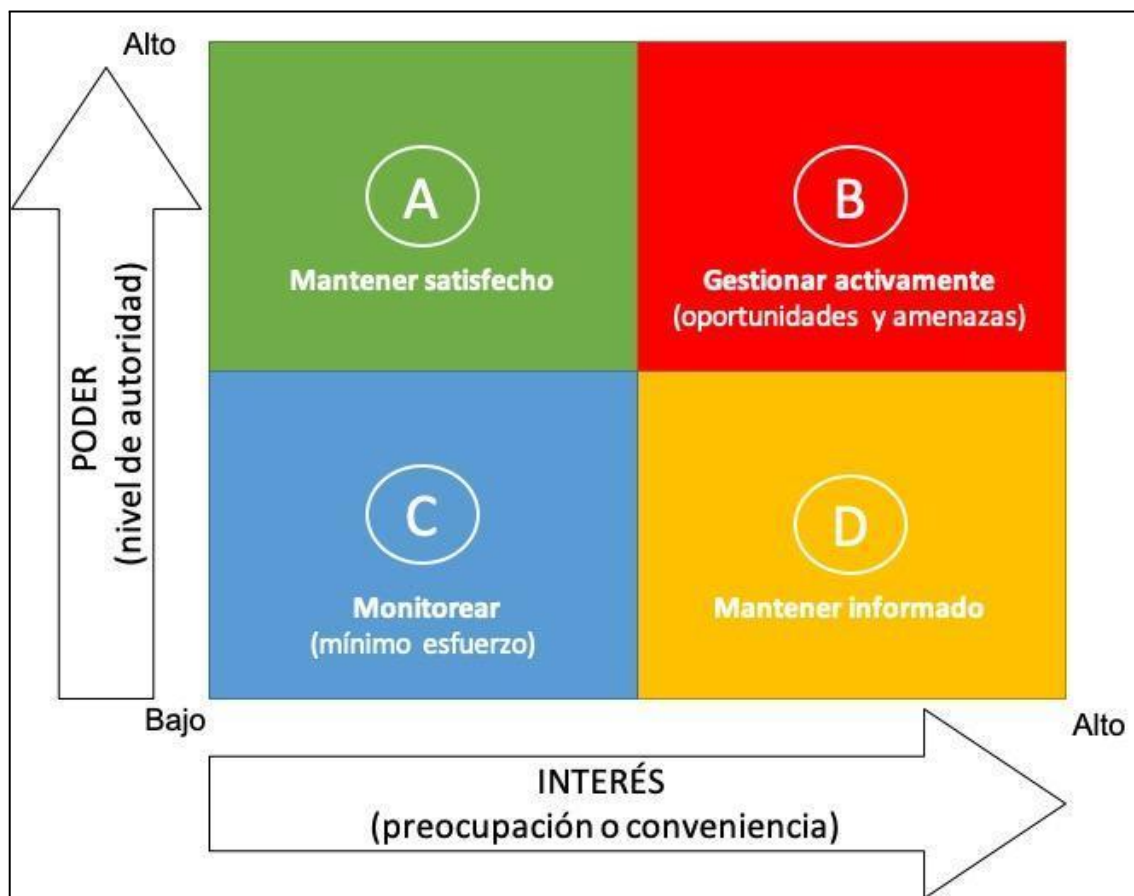 Alto
A
Mantener satisfecho
B
Gestionar activamente
(oportunidades y amenazas)
PODER
(nivel de autoridad)
C
Monitorear
(mínimo esfuerzo)
D
Mantener informado
Bajo
Alto
INTERÉS
(preocupación o conveniencia)